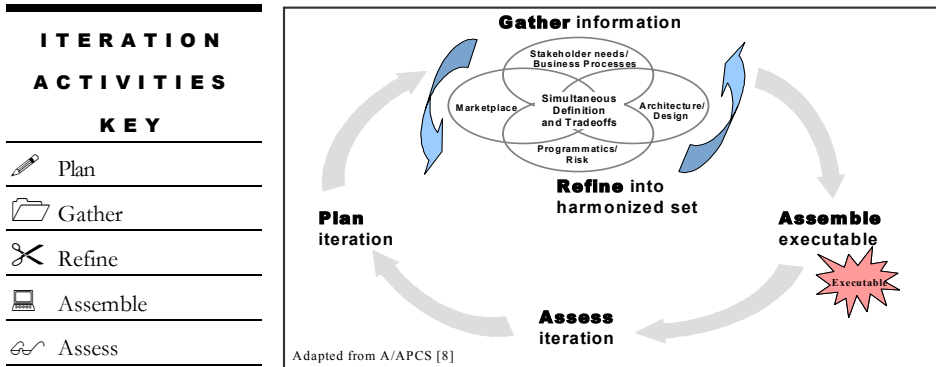 ITERATION
ACTIVITIES
KEY
Plan
Gather
Refine
Assemble
Assess
Gather information
Stakeholder needs/
Business Processes
Marketplace
Simultaneous
Definition
and Tradeoffs
Architecture/
Design
Programmatics/
Risk
Refine into
harmonized set
Plan
iteration
Assemble
executable
Executable
Assess
iteration
Adapted from A/APCS [8]